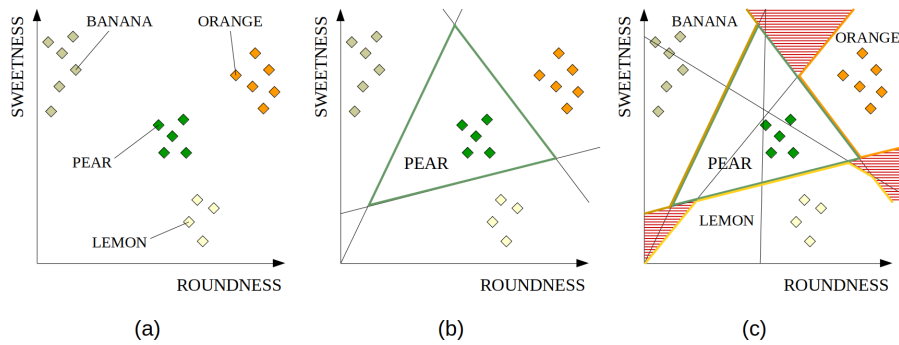 BANANA
ORANGE
SWEETNESS
PEAR
LEMON
ROUNDNESS
(a)
SWEETNESS
PEAR
ROUNDNESS
(b)
BANANA
ORANGE
SWEETNESS
PEAR
LEMON
ROUNDNESS
(c)